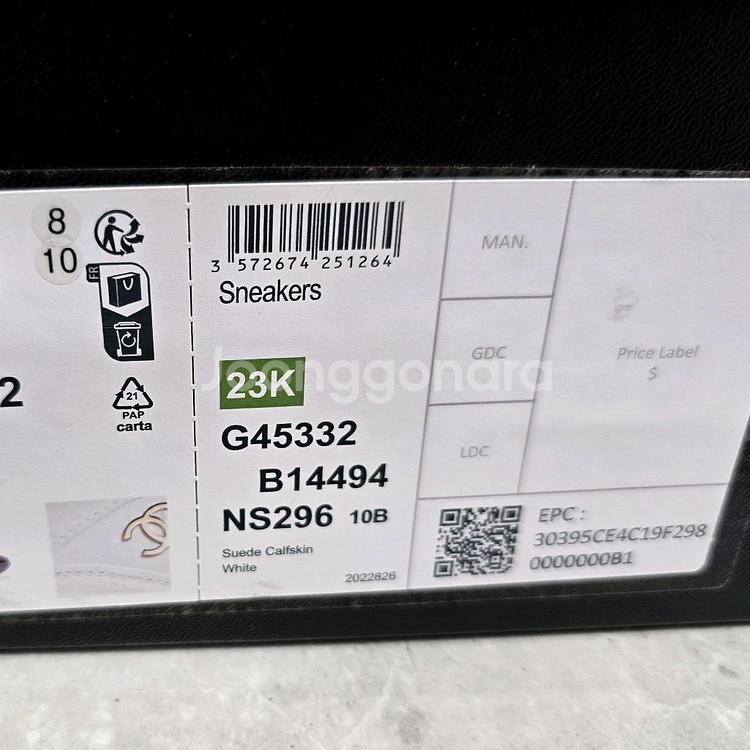 8
10
FR
21
PAP
carta
2
3 572674 251264
Sneakers
23K
G45332
B14494
NS296 10B
Suede Calfskin
White
2022826
MAN.
GDC
LDC
Price Label
$
EPC :
30395CE4C19F298
0000000B1
Joonggonara